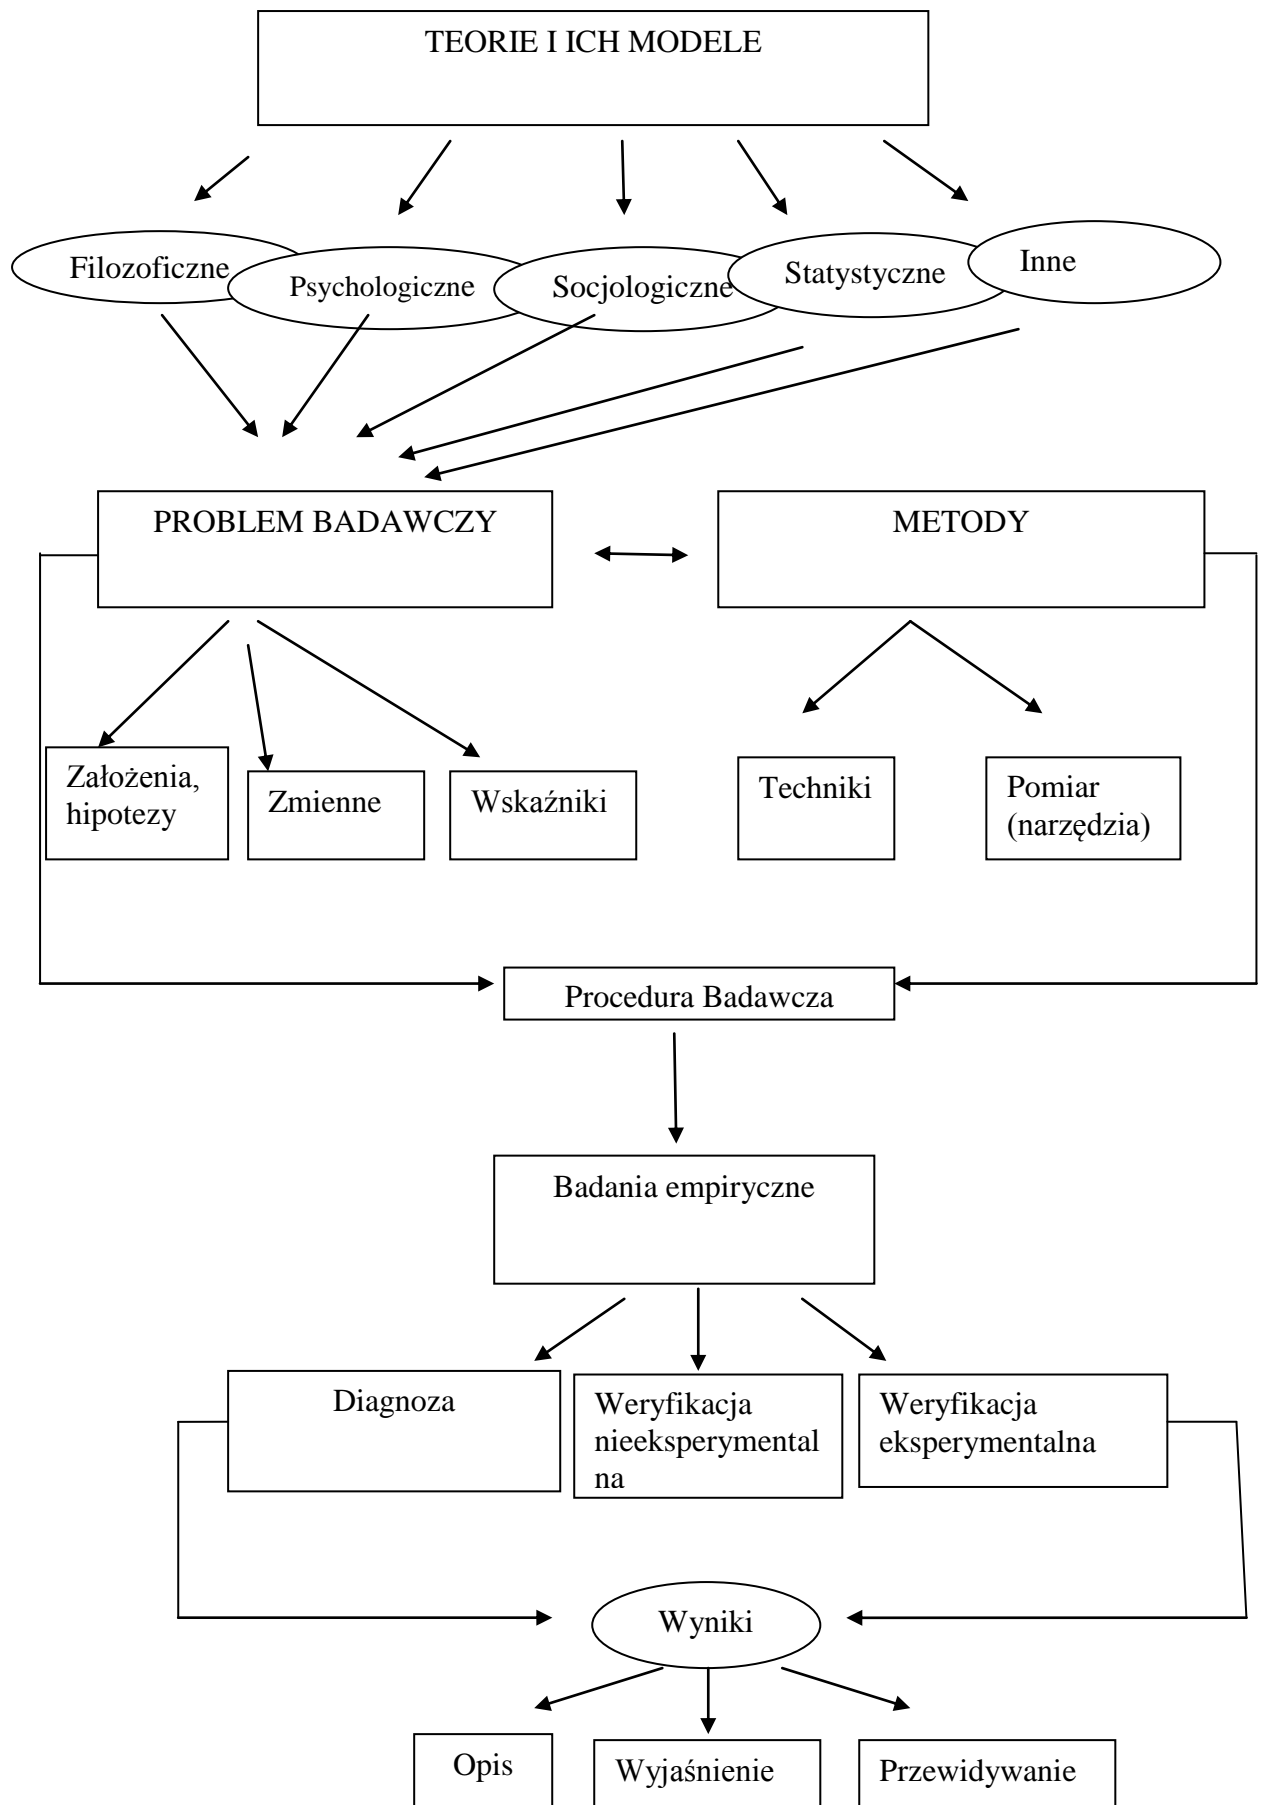 TEORIE I ICH MODELE
Filozoficzne
Psychologiczne
Socjologiczne
Statystyczne
Inne
PROBLEM BADAWCZY
METODY
Założenia,
hipotezy
Zmienne
Wskaźniki
Techniki
Pomiar
(narzędzia)
Procedura Badawcza
Badania empiryczne
Diagnoza
Weryfikacja
nieeksperymental
na
Weryfikacja
eksperymentalna
Wyniki
Opis
Wyjaśnienie
Przewidywanie